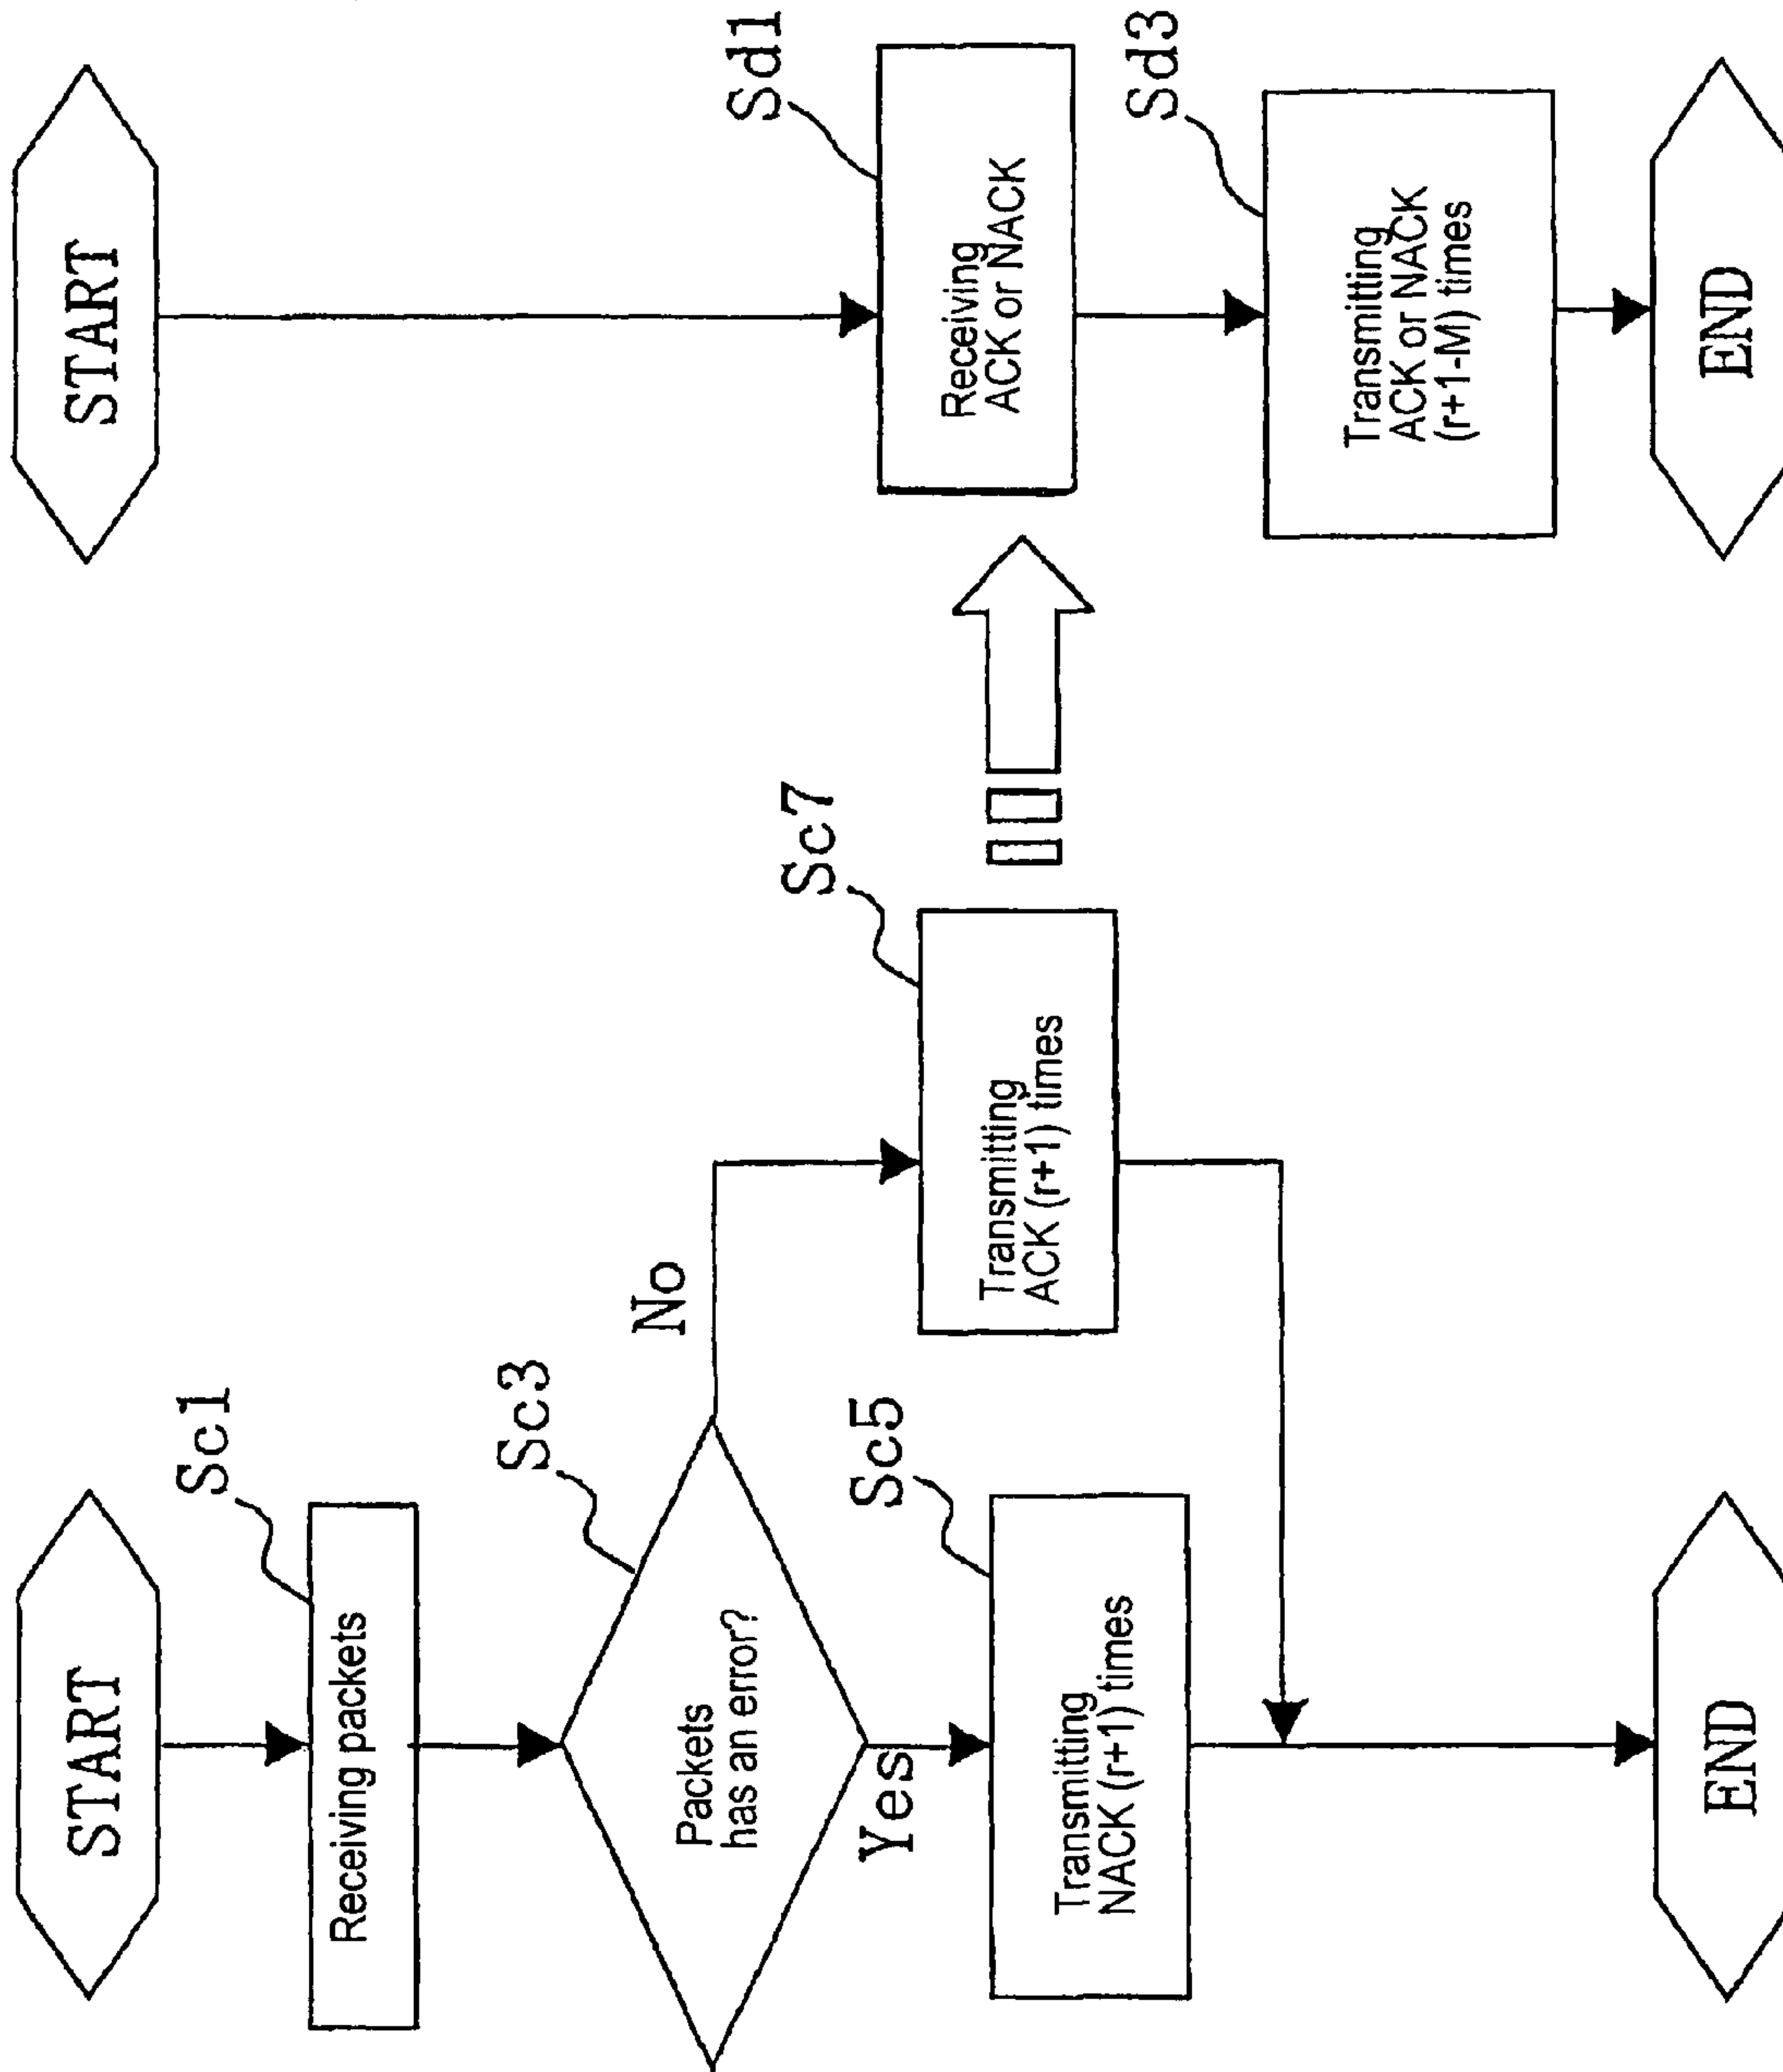 START
Sc1
Receiving packets
Sc3
Packets
has an error?
No
Yes
Sc5
Transmitting
NACK (r+1) times
Sc7
Transmitting
ACK (r+1) times
END
START
Sd1
Receiving
ACK or NACK
Sd3
Transmitting
ACK or NACK
(r+1-M) times
END